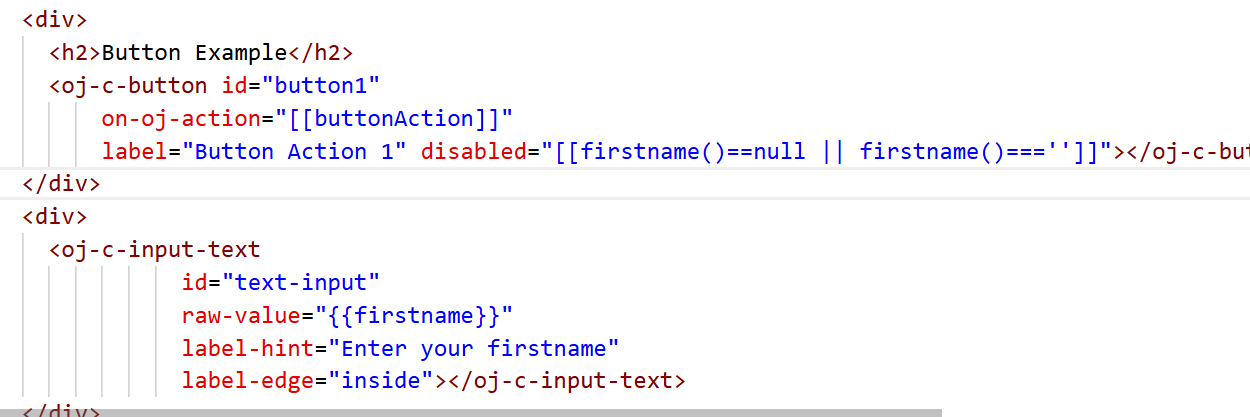 <div>
<h2>Button Example</h2>
<oj-c-button id="button1"
on-oj-action="[[buttonAction]]"
label="Button Action 1" disabled="[[firstname()==null || firstname()==='']]"></oj-c-but
</div>
<div>
<oj-c-input-text
id="text-input"
raw-value="{{firstname}}"
label-hint="Enter your firstname"
label-edge="inside"></oj-c-input-text>
</div>